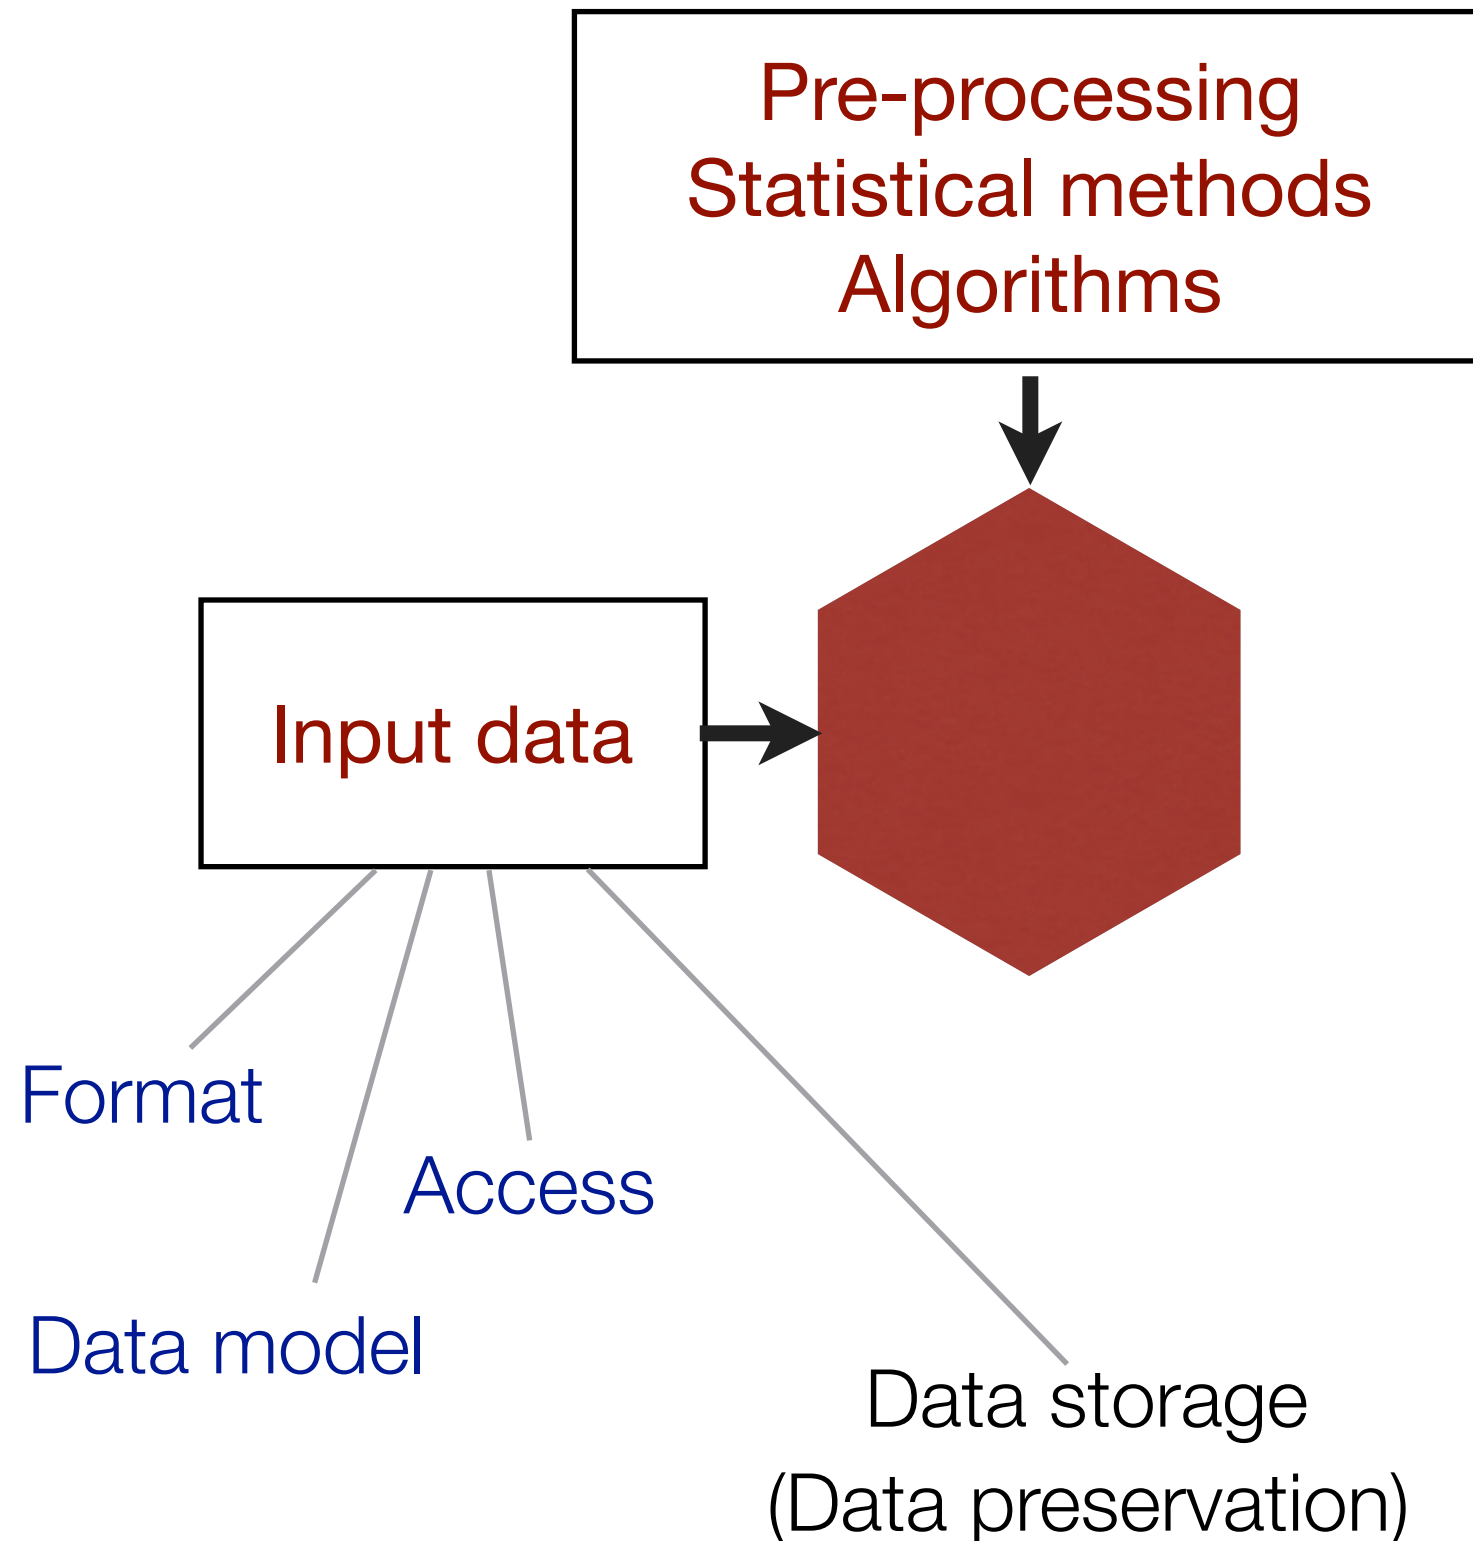 Pre-processing
Statistical methods
Algorithms
Input data
Format
Access
Data model
Data storage
(Data preservation)